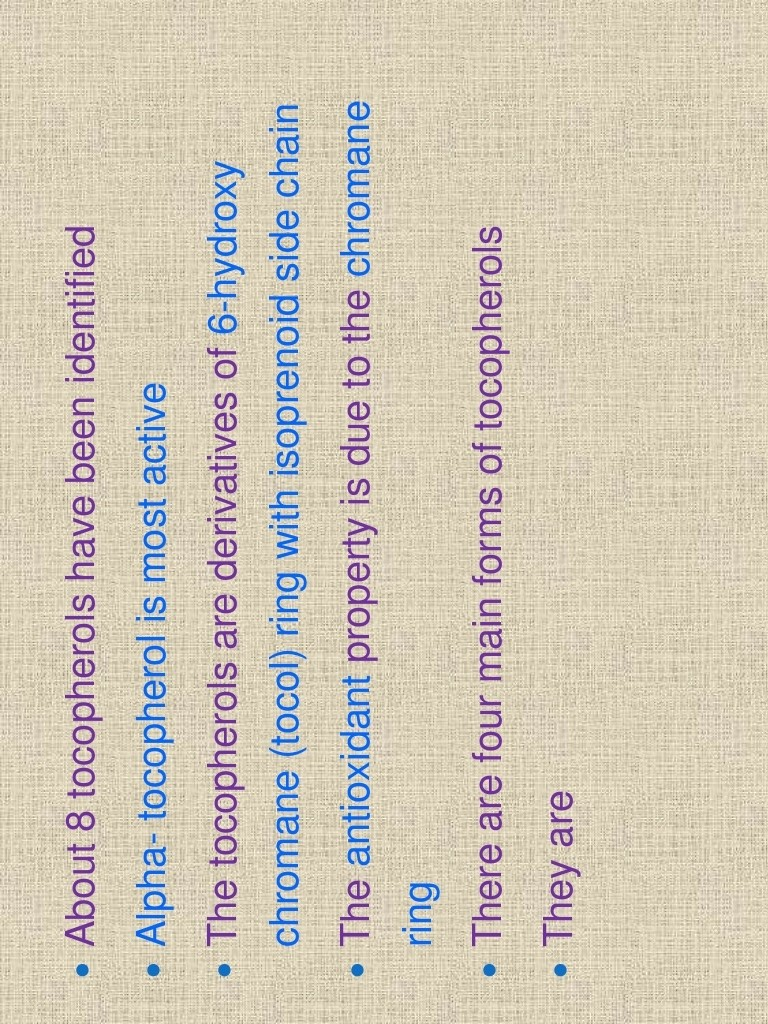 • About 8 tocopherols have been identified
• Alpha- tocopherol is most active
• The tocopherols are derivatives of 6-hydroxy
chromane (tocol) ring with isoprenoid side chain
• The antioxidant property is due to the chromane
ring
• There are four main forms of tocopherols
• They are